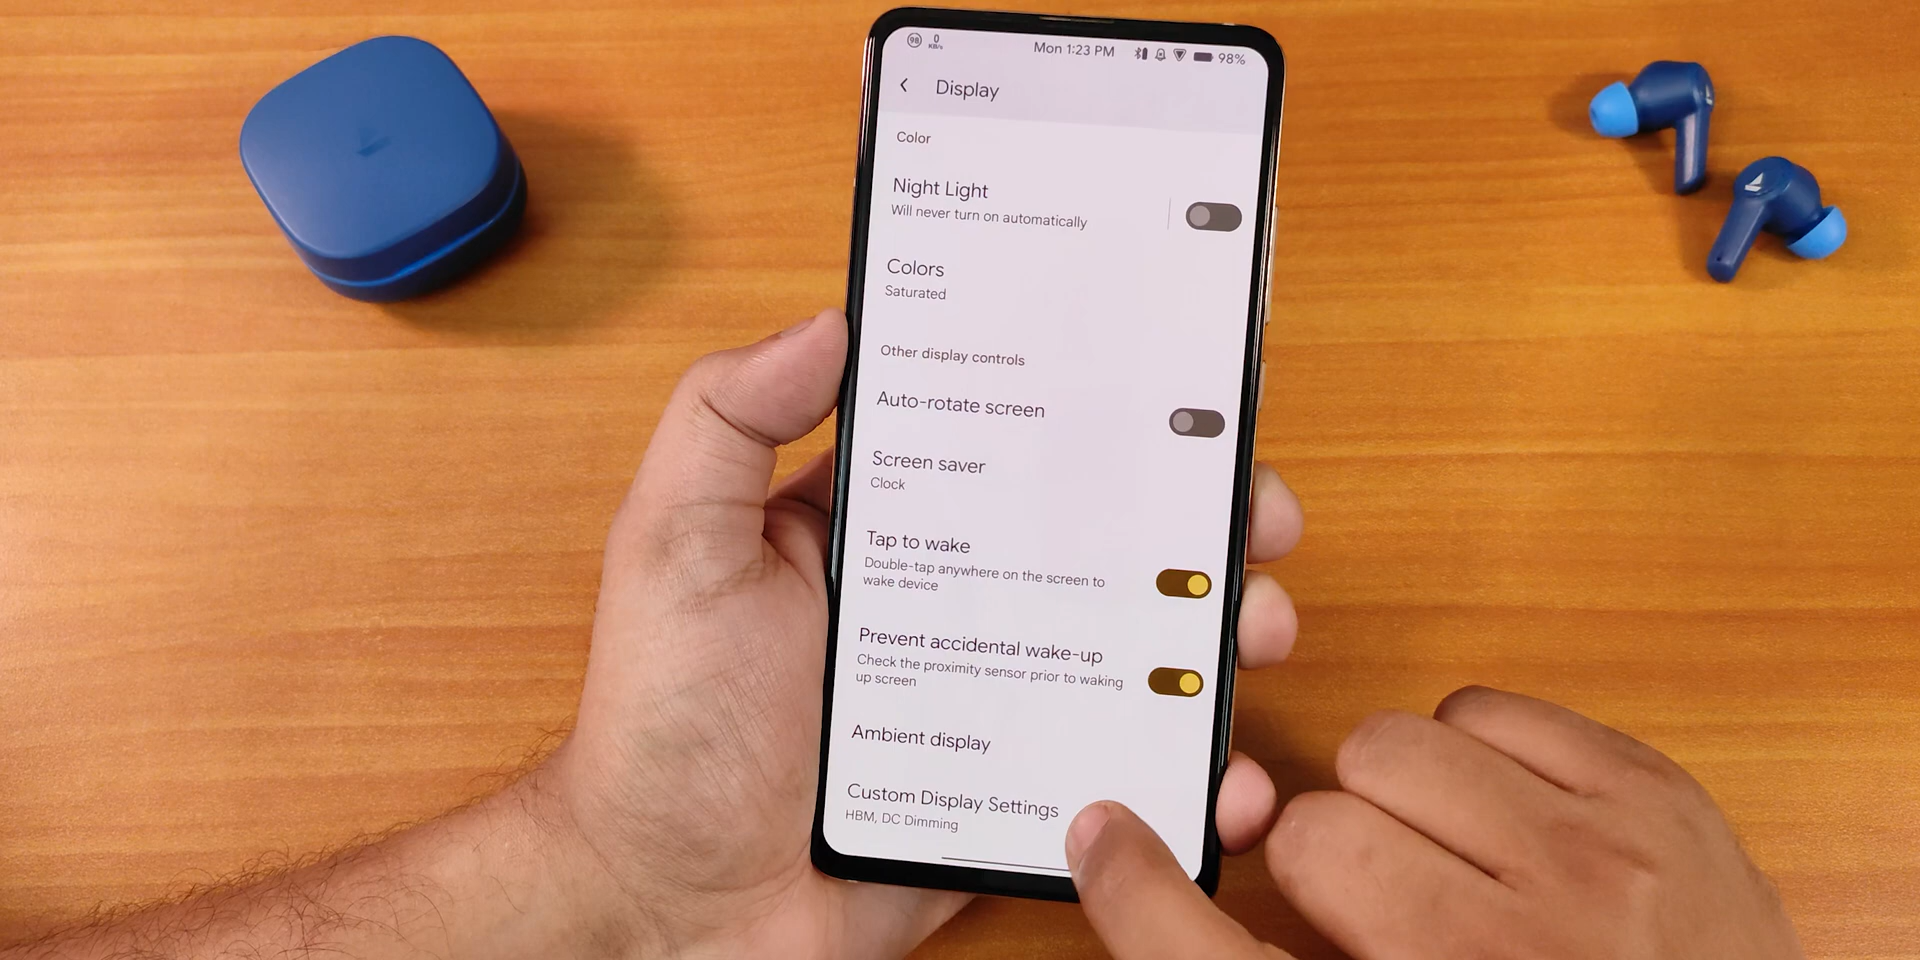 98 0 KB/s Mon 1:23 PM 98%
Display
Color
Night Light
Will never turn on automatically
Colors
Saturated
Other display controls
Auto-rotate screen
Screen saver
Clock
Tap to wake
Double-tap anywhere on the screen to
wake device
Prevent accidental wake-up
Check the proximity sensor prior to waking
up screen
Ambient display
Custom Display Settings
HBM, DC Dimming